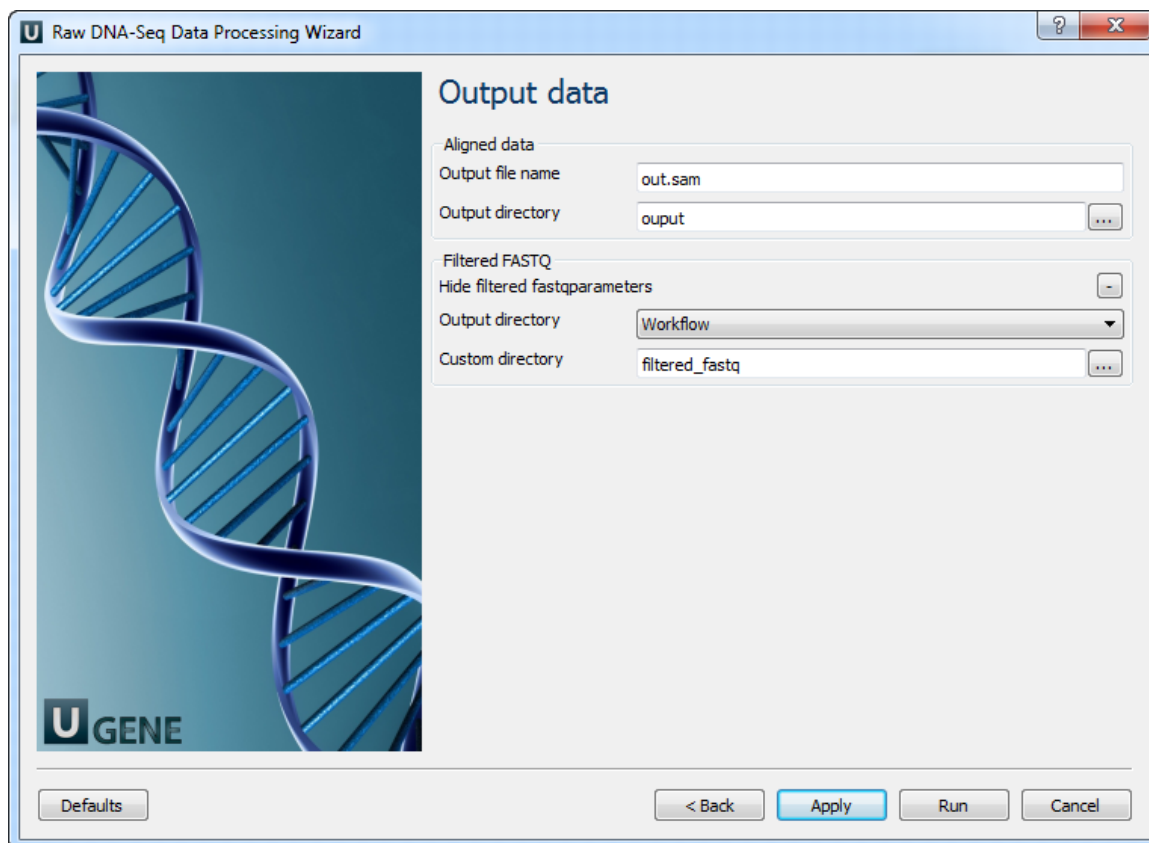 U Raw DNA-Seq Data Processing Wizard
Output data
Aligned data
Output file name out.sam
Output directory ouput ...
Filtered FASTQ
Hide filtered fastqparameters -
Output directory Workflow
Custom directory filtered_fastq ...
U GENE
Defaults < Back Apply Run Cancel